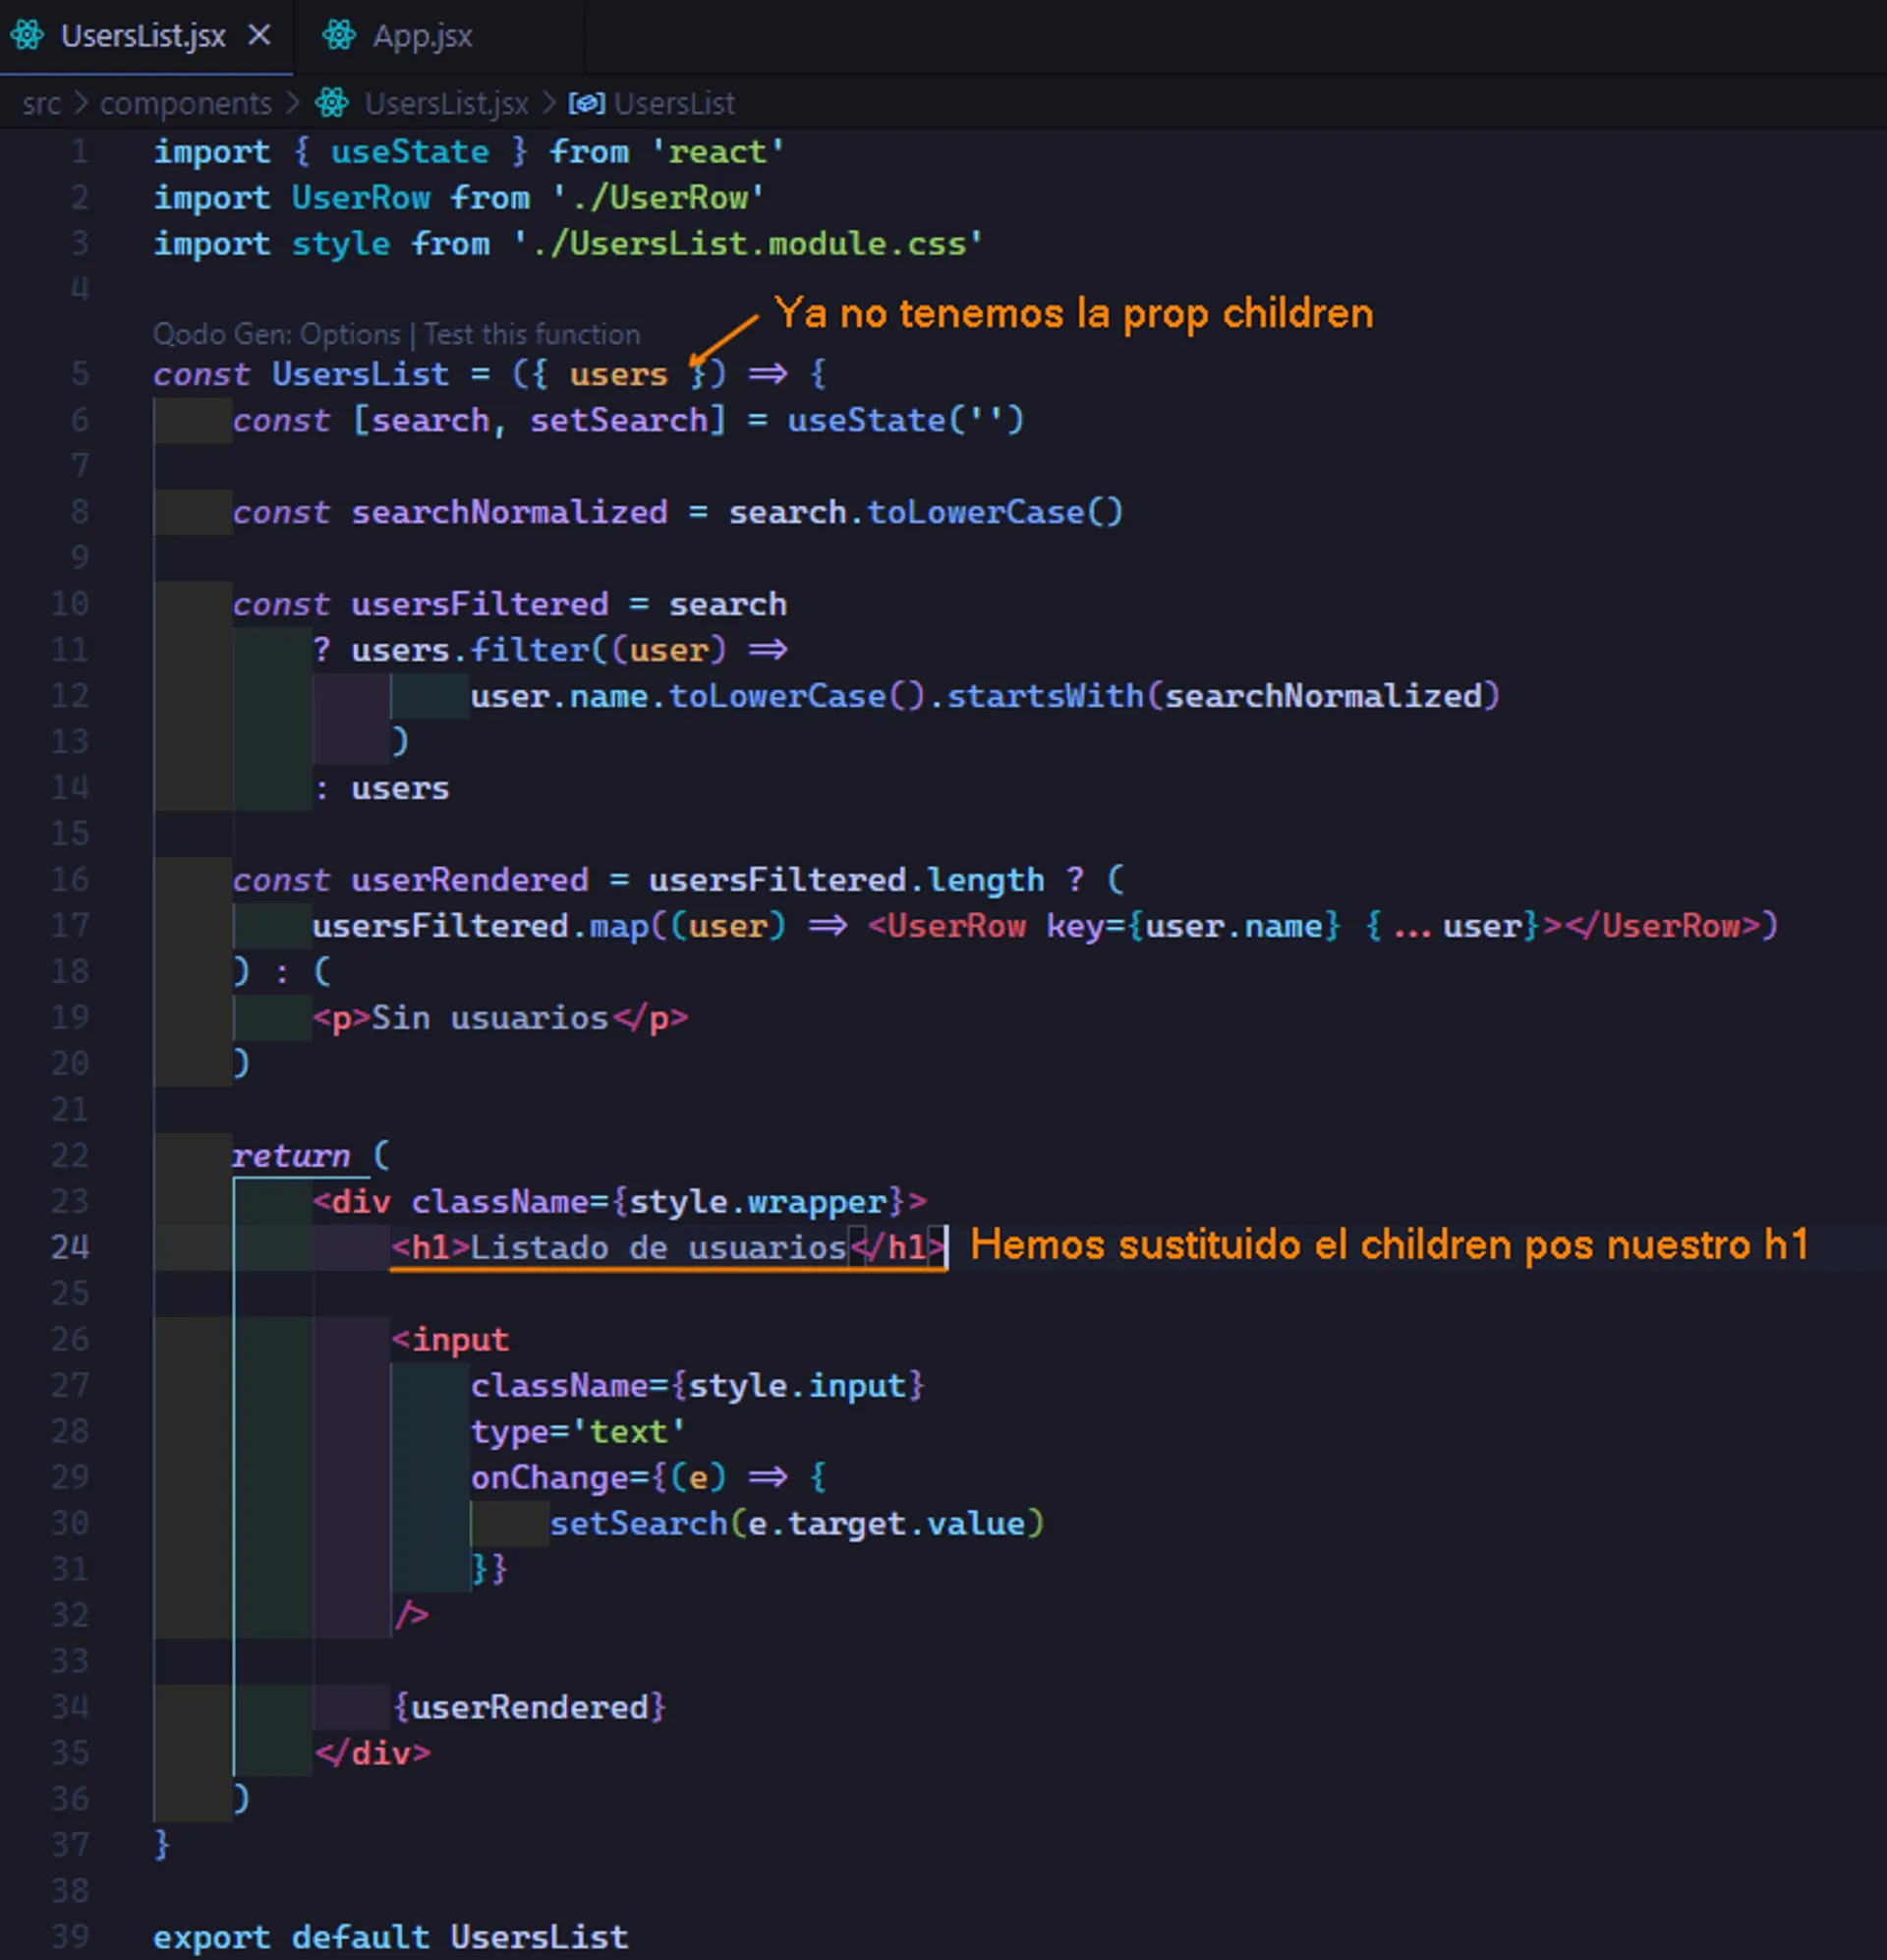 UsersList.jsx
App.jsx
src > components > UsersList.jsx > UsersList
1 import { useState } from 'react'
2 import UserRow from './UserRow'
3 import style from './UsersList.module.css'
4
Ya no tenemos la prop children
Qodo Gen: Options | Test this function
5 const UsersList = ({ users }) => {
6 const [search, setSearch] = useState('')
7
8 const searchNormalized = search.toLowerCase()
9
10 const usersFiltered = search
11 ? users.filter((user) =>
12 user.name.toLowerCase().startsWith(searchNormalized)
13 )
14 : users
15
16 const userRendered = usersFiltered.length ? (
17 usersFiltered.map((user) => <UserRow key={user.name} {...user}></UserRow>)
18 ) : (
19 <p>Sin usuarios</p>
20 )
21
22 return (
23 <div className={style.wrapper}>
24 <h1>Listado de usuarios</h1> Hemos sustituido el children pos nuestro h1
25
26 <input
27 className={style.input}
28 type='text'
29 onChange={(e) => {
30 setSearch(e.target.value)
31 }}
32 />
33
34 {userRendered}
35 </div>
36 )
37 }
38
39 export default UsersList